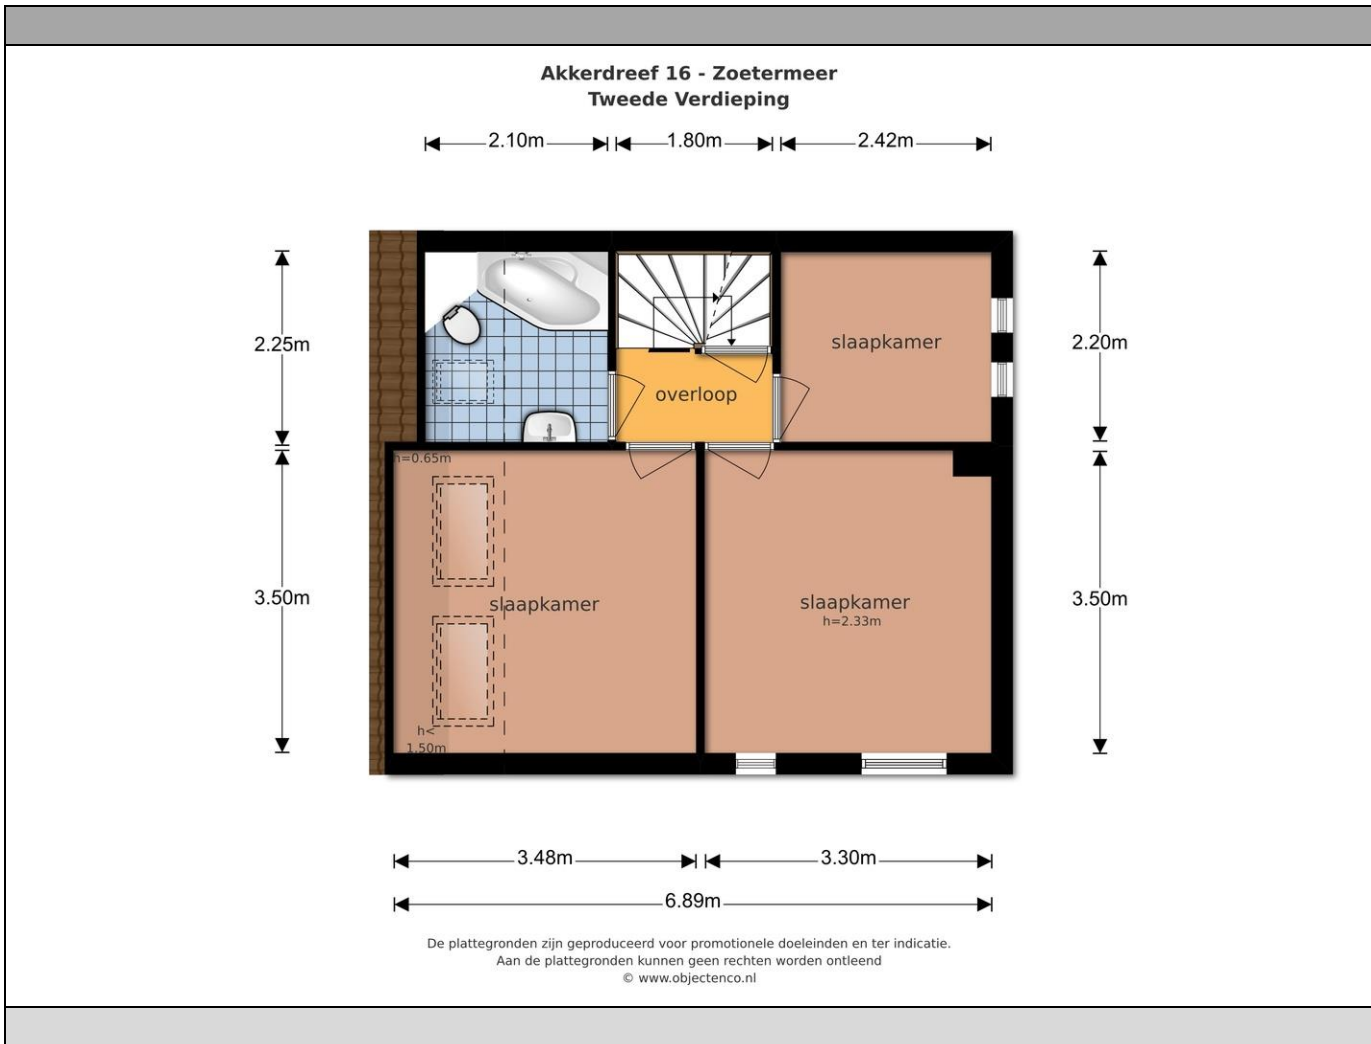 Akkerdreef 16 - Zoetermeer
Tweede Verdieping
2.10m
1.80m
2.42m
2.25m
slaapkamer
2.20m
overloop
h=0.65m
3.50m
slaapkamer
slaapkamer
h=2.33m
3.50m
h<
1.50m
3.48m
3.30m
6.89m
De plattegronden zijn geproduceerd voor promotionele doeleinden en ter indicatie.
Aan de plattegronden kunnen geen rechten worden ontleend
© www.objectenco.nl